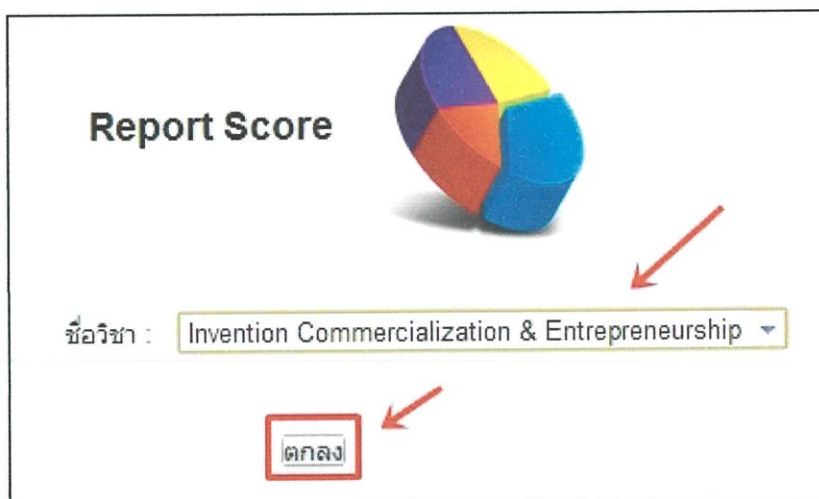 Report Score
ชื่อวิชา : Invention Commercialization & Entrepreneurship
ตกลง